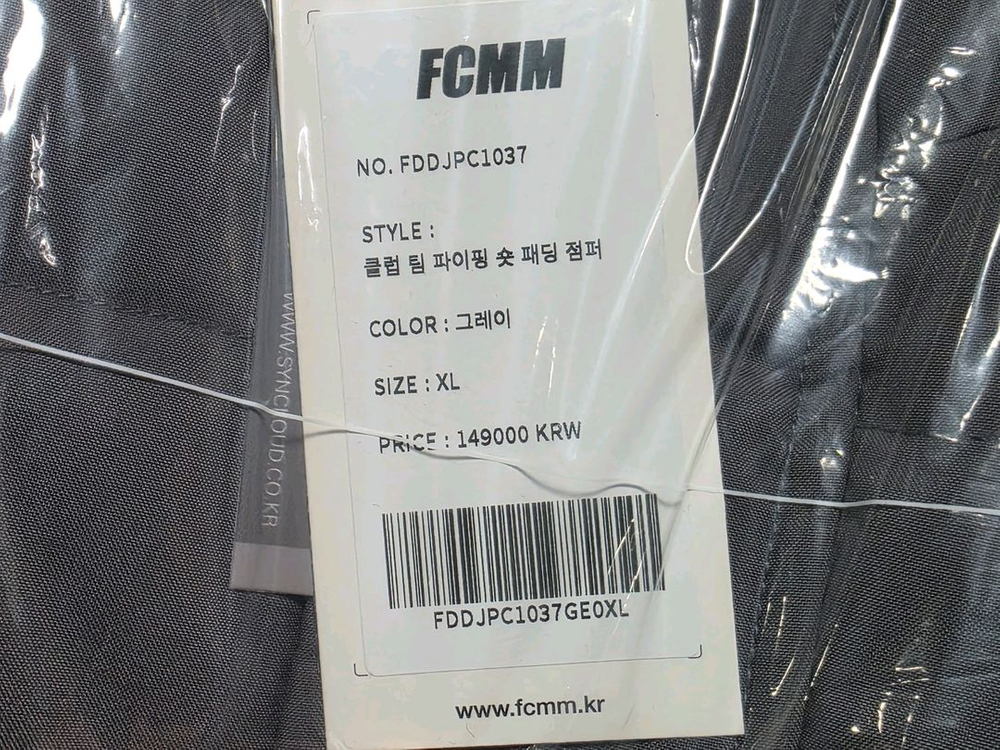 FCMM
NO. FDDJPC1037
STYLE :
클럽 팀 파이핑 숏 패딩 점퍼
COLOR : 그레이
SIZE : XL
PRICE : 149000 KRW
FDDJPC1037GE0XL
www.fcmm.kr
WWW.SYNCLOUD.CO.KR